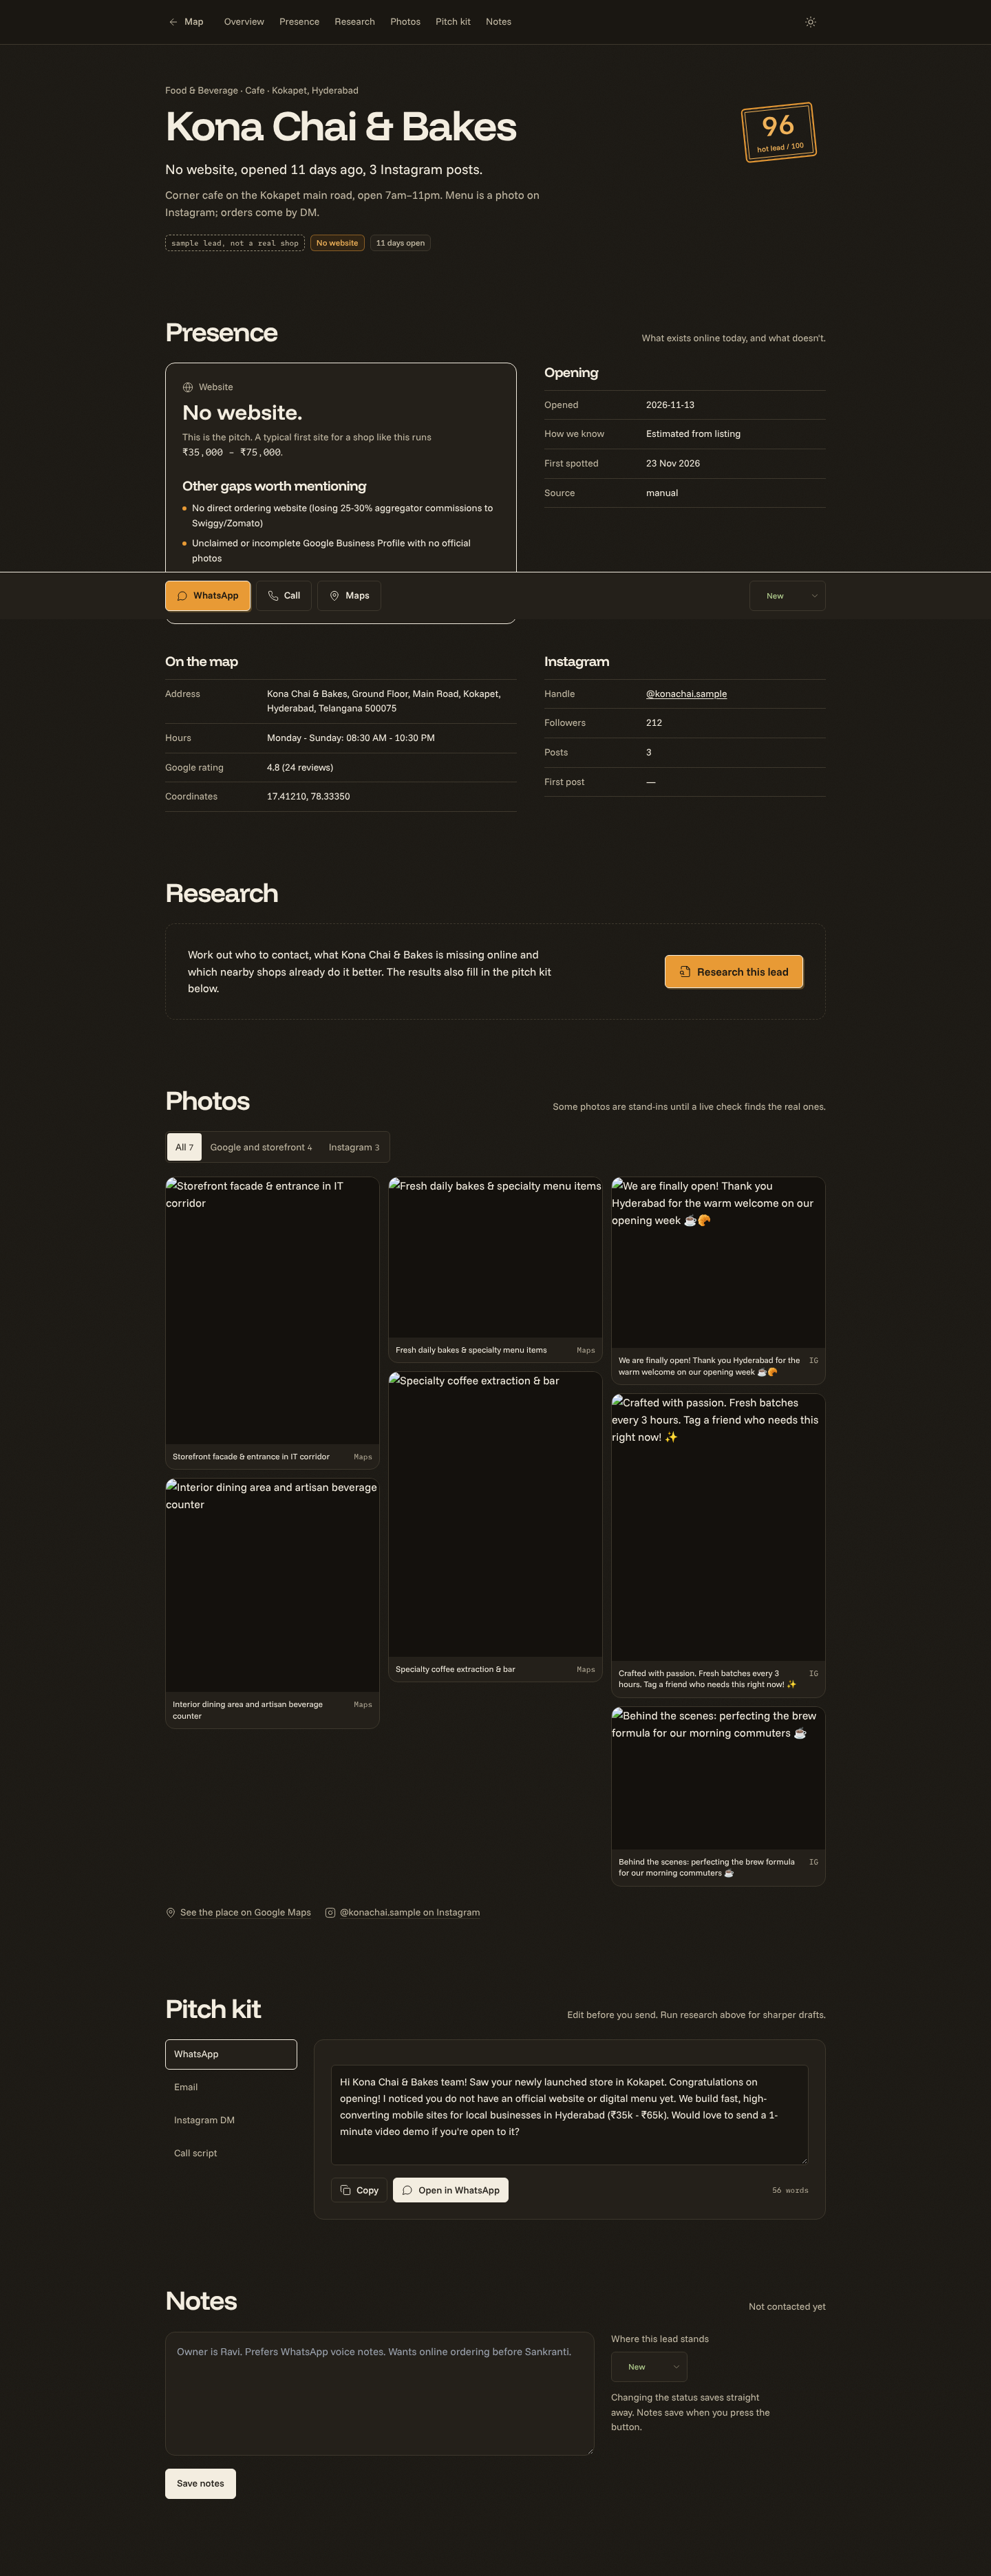 Map Overview Presence Research Photos Pitch kit Notes
Food & Beverage · Cafe · Kokapet, Hyderabad
Kona Chai & Bakes
96
hot lead / 100
No website, opened 11 days ago, 3 Instagram posts.
Corner cafe on the Kokapet main road, open 7am–11pm. Menu is a photo on
Instagram; orders come by DM.
sample lead, not a real shop No website 11 days open
Presence
What exists online today, and what doesn't.
Website
No website.
This is the pitch. A typical first site for a shop like this runs
₹35,000 – ₹75,000.
Other gaps worth mentioning
No direct ordering website (losing 25-30% aggregator commissions to
Swiggy/Zomato)
Unclaimed or incomplete Google Business Profile with no official
photos
Opening
Opened 2026-11-13
How we know Estimated from listing
First spotted 23 Nov 2026
Source manual
WhatsApp Call Maps New
On the map
Address Kona Chai & Bakes, Ground Floor, Main Road, Kokapet,
Hyderabad, Telangana 500075
Hours Monday - Sunday: 08:30 AM - 10:30 PM
Google rating 4.8 (24 reviews)
Coordinates 17.41210, 78.33350
Instagram
Handle @konachai.sample
Followers 212
Posts 3
First post —
Research
Work out who to contact, what Kona Chai & Bakes is missing online and
which nearby shops already do it better. The results also fill in the pitch kit
below.
Research this lead
Photos
Some photos are stand-ins until a live check finds the real ones.
All 7 Google and storefront 4 Instagram 3
Storefront facade & entrance in IT
corridor
Storefront facade & entrance in IT corridor Maps
Interior dining area and artisan beverage
counter
Interior dining area and artisan beverage Maps
counter
Fresh daily bakes & specialty menu items
Fresh daily bakes & specialty menu items Maps
Specialty coffee extraction & bar
Specialty coffee extraction & bar Maps
We are finally open! Thank you
Hyderabad for the warm welcome on our
opening week ☕🥐
We are finally open! Thank you Hyderabad for the IG
warm welcome on our opening week ☕🥐
Crafted with passion. Fresh batches
every 3 hours. Tag a friend who needs this
right now! ✨
Crafted with passion. Fresh batches every 3 IG
hours. Tag a friend who needs this right now! ✨
Behind the scenes: perfecting the brew
formula for our morning commuters ☕
Behind the scenes: perfecting the brew formula IG
for our morning commuters ☕
See the place on Google Maps @konachai.sample on Instagram
Pitch kit
Edit before you send. Run research above for sharper drafts.
WhatsApp
Email
Instagram DM
Call script
Hi Kona Chai & Bakes team! Saw your newly launched store in Kokapet. Congratulations on
opening! I noticed you do not have an official website or digital menu yet. We build fast, high-
converting mobile sites for local businesses in Hyderabad (₹35k - ₹65k). Would love to send a 1-
minute video demo if you're open to it?
Copy Open in WhatsApp 56 words
Notes
Not contacted yet
Owner is Ravi. Prefers WhatsApp voice notes. Wants online ordering before Sankranti.
Where this lead stands
New
Changing the status saves straight
away. Notes save when you press the
button.
Save notes